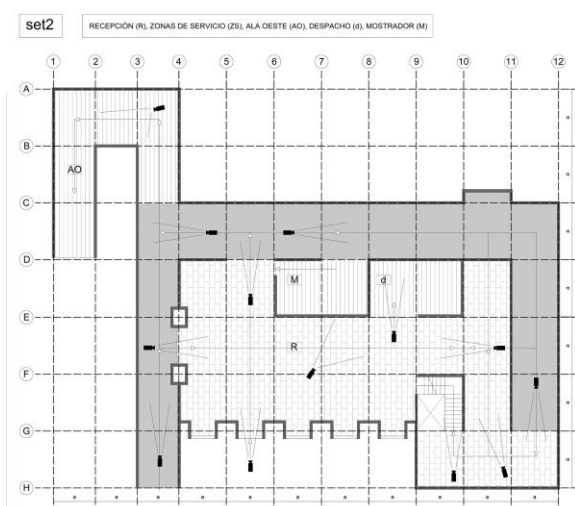 set2
RECEPCIÓN (R), ZONAS DE SERVICIO (ZS), ALA OESTE (AO), DESPACHO (d), MOSTRADOR (M)
1 2 3 4 5 6 7 8 9 10 11 12
A
B
AO
C
D
M d
E
R
F
G
H